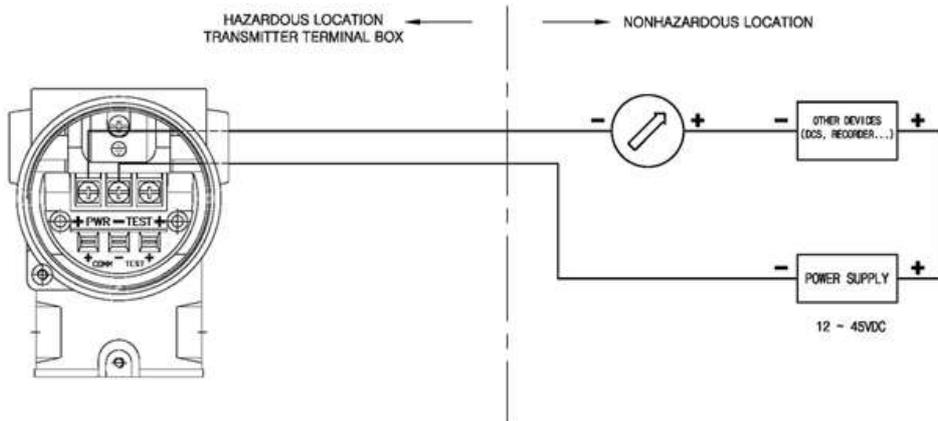 HAZARDOUS LOCATION
TRANSMITTER TERMINAL BOX
NONHAZARDOUS LOCATION
- + - OTHER DEVICES +
(DCS, RECORDER...)
+ PWR - TEST +
+ - +
COMM TEST
- POWER SUPPLY +
12 ~ 45VDC